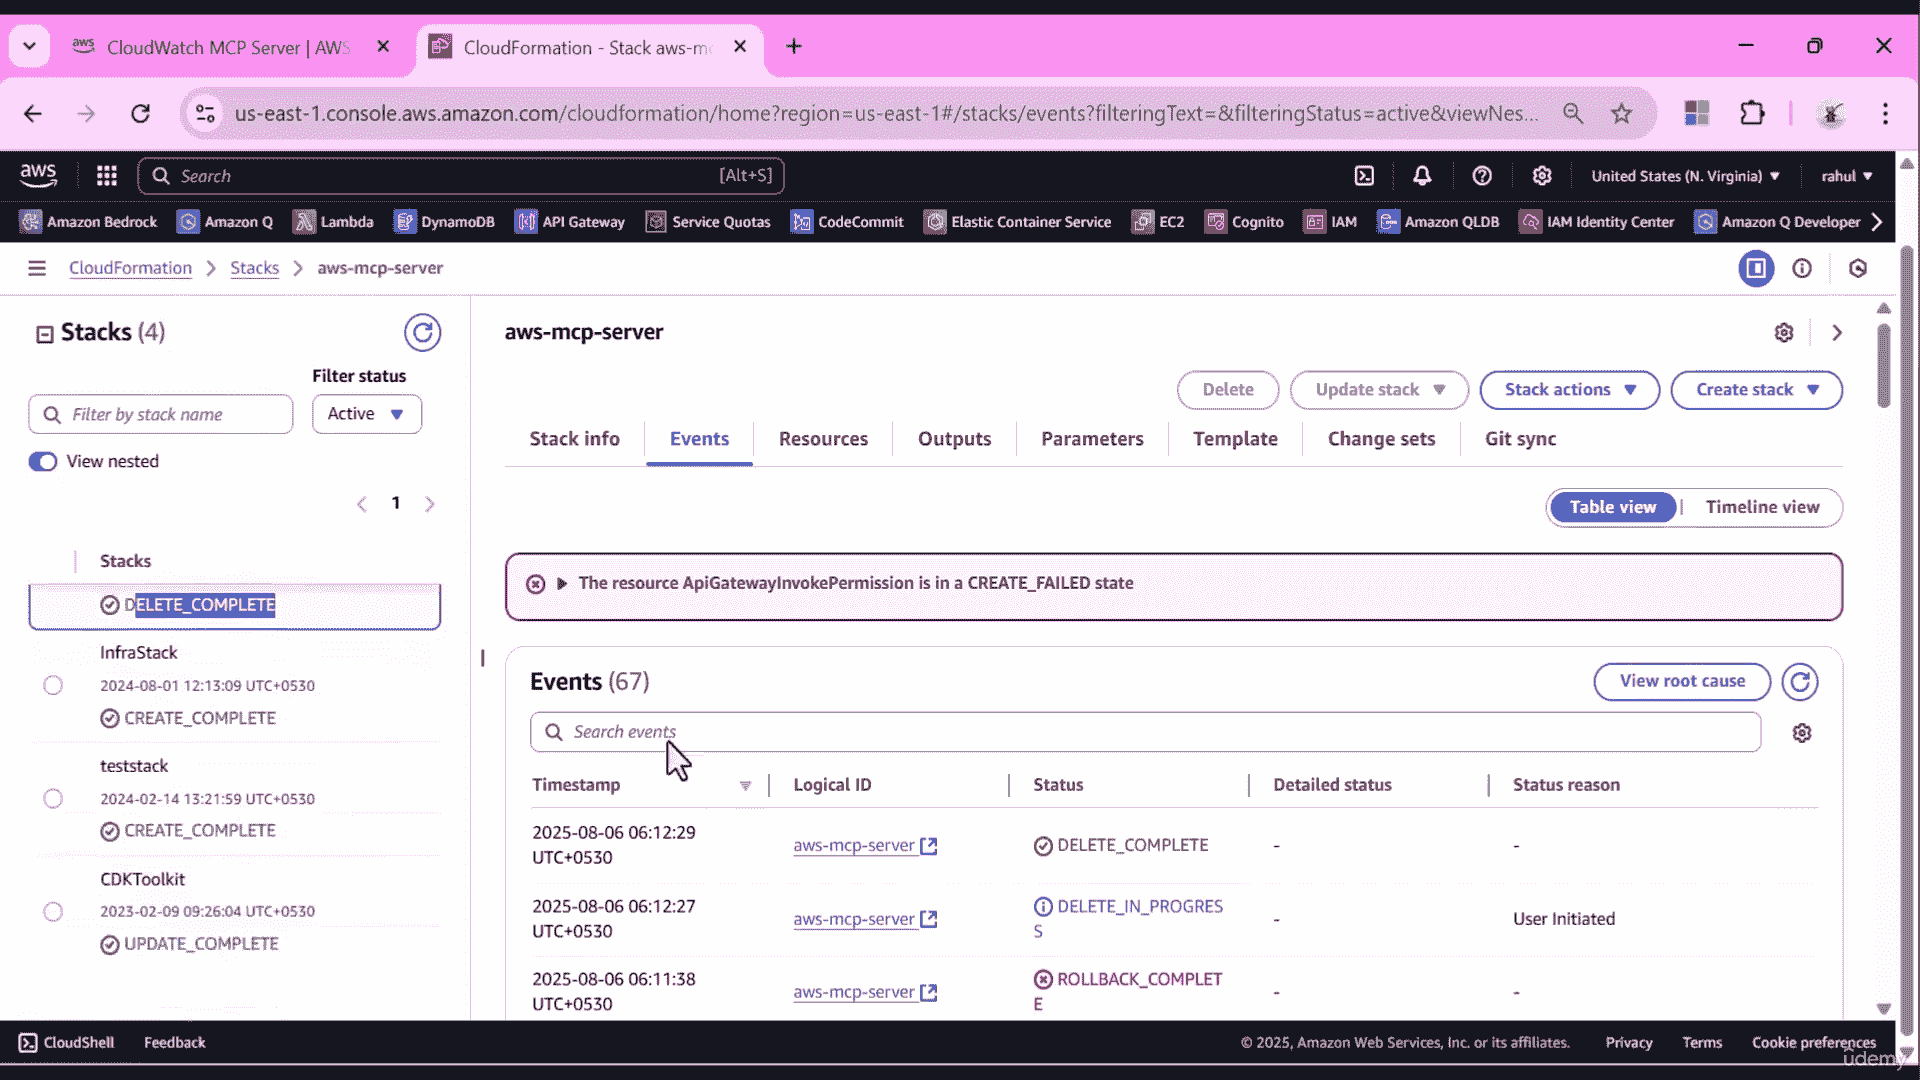 aws CloudWatch MCP Server | AWS
CloudFormation - Stack aws-mc
us-east-1.console.aws.amazon.com/cloudformation/home?region=us-east-1#/stacks/events?filteringText=&filteringStatus=active&viewNes...
aws Search [Alt+S] United States (N. Virginia) rahul
Amazon Bedrock Amazon Q Lambda DynamoDB API Gateway Service Quotas CodeCommit Elastic Container Service EC2 Cognito IAM Amazon QLDB IAM Identity Center Amazon Q Developer
CloudFormation Stacks aws-mcp-server
Stacks (4)
Filter status
Filter by stack name Active
View nested
1
Stacks
DELETE_COMPLETE
InfraStack
2024-08-01 12:13:09 UTC+0530
CREATE_COMPLETE
teststack
2024-02-14 13:21:59 UTC+0530
CREATE_COMPLETE
CDKToolkit
2023-02-09 09:26:04 UTC+0530
UPDATE_COMPLETE
aws-mcp-server
Delete Update stack Stack actions Create stack
Stack info Events Resources Outputs Parameters Template Change sets Git sync
Table view Timeline view
The resource ApiGatewayInvokePermission is in a CREATE_FAILED state
Events (67) View root cause
Search events
Timestamp Logical ID Status Detailed status Status reason
2025-08-06 06:12:29
UTC+0530
aws-mcp-server DELETE_COMPLETE - -
2025-08-06 06:12:27
UTC+0530
aws-mcp-server
DELETE_IN_PROGRES
S
- User Initiated
2025-08-06 06:11:38
UTC+0530
aws-mcp-server
ROLLBACK_COMPLET
E
- -
CloudShell Feedback © 2025, Amazon Web Services, Inc. or its affiliates. Privacy Terms Cookie preferences
udemy